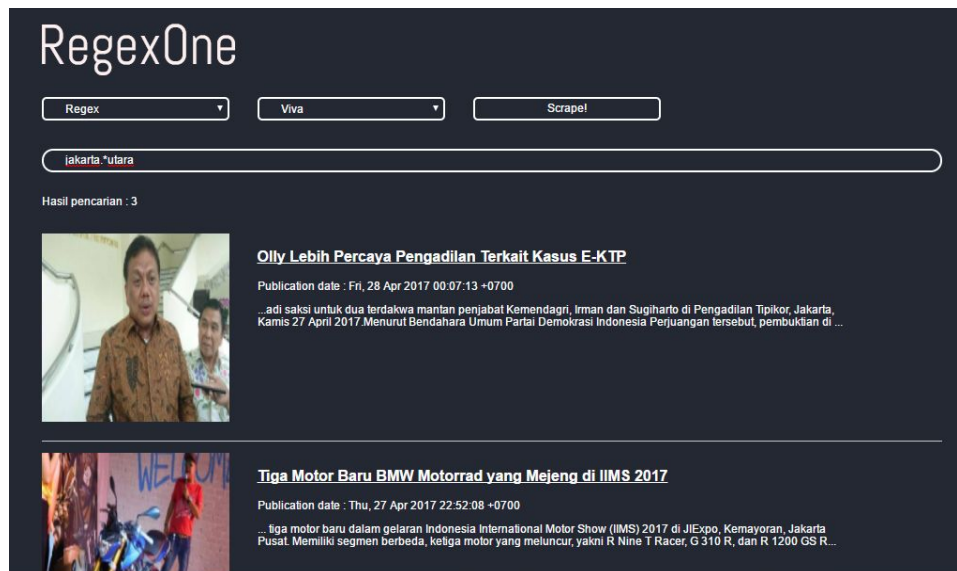 RegexOne
Regex Viva Scrape!
jakarta.*utara
Hasil pencarian : 3
Olly Lebih Percaya Pengadilan Terkait Kasus E-KTP
Publication date : Fri, 28 Apr 2017 00:07:13 +0700
...adi saksi untuk dua terdakwa mantan penjabat Kemendagri, Irman dan Sugiharto di Pengadilan Tipikor, Jakarta,
Kamis 27 April 2017.Menurut Bendahara Umum Partai Demokrasi Indonesia Perjuangan tersebut, pembuktian di ...
WELCOM
Tiga Motor Baru BMW Motorrad yang Mejeng di IIMS 2017
Publication date : Thu, 27 Apr 2017 22:52:08 +0700
... tiga motor baru dalam gelaran Indonesia International Motor Show (IIMS) 2017 di JIExpo, Kemayoran, Jakarta
Pusat. Memiliki segmen berbeda, ketiga motor yang meluncur, yakni R Nine T Racer, G 310 R, dan R 1200 GS R...